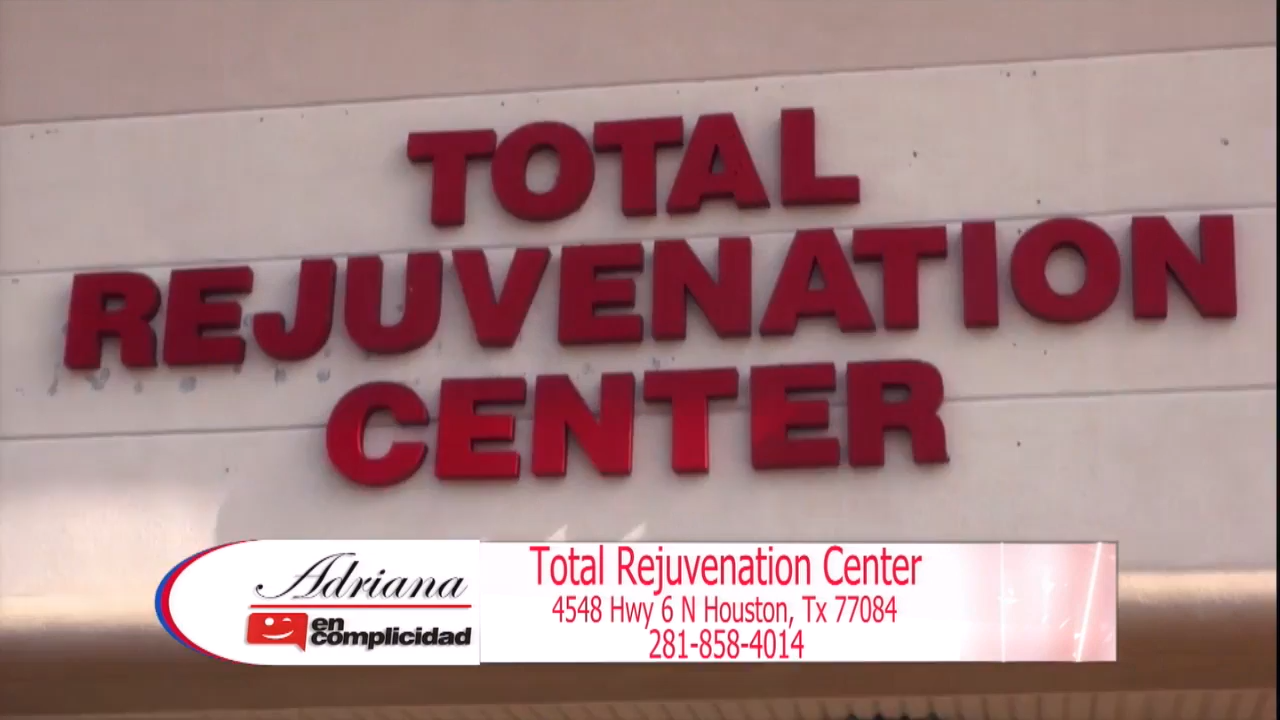 TOTAL
REJUVENATION
CENTER
Adriana
en
complicidad
Total Rejuvenation Center
4548 Hwy 6 N Houston, Tx 77084
281-858-4014